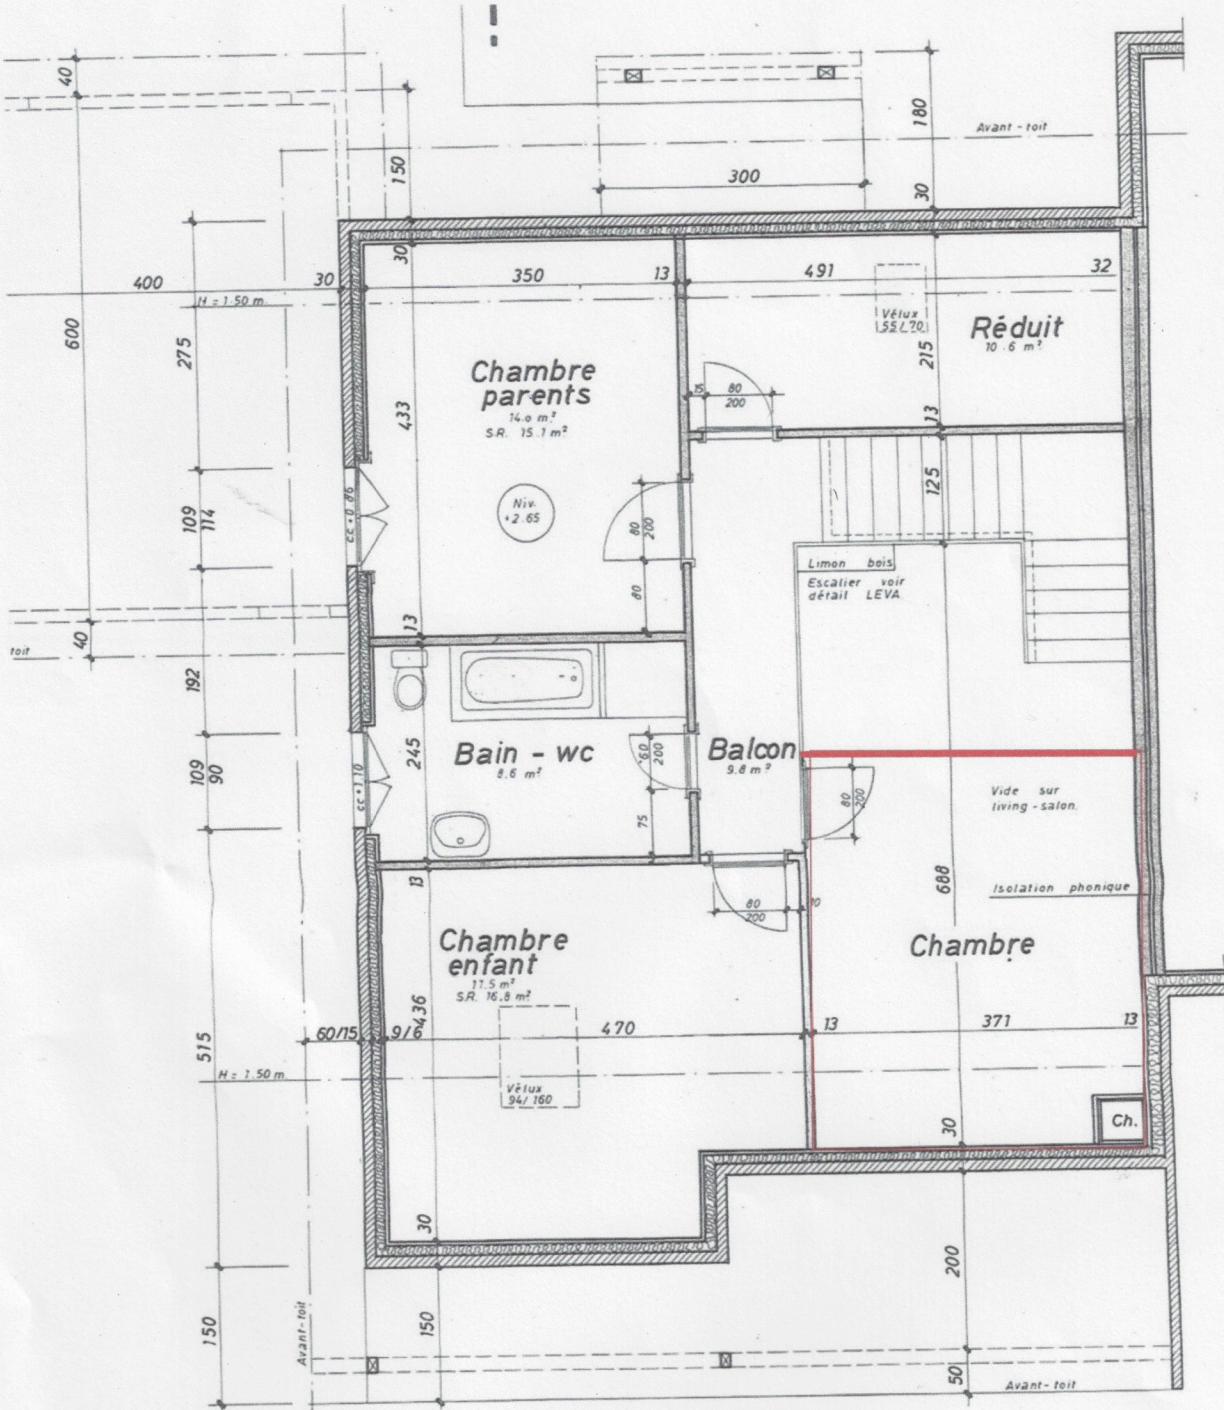 40
180
Avant - toit
150
300
30
30
400
30
350
13
491
32
H = 1.50 m.
Vélux
55/70
Réduit
10.6 m²
600
275
215
Chambre
parents
14.0 m²
S.R. 15.1 m²
433
15
80
200
13
125
Niv.
+2.65
109
114
cc + 0.86
80
200
80
Limon bois
Escalier voir
détail LEVA
13
40
toit
192
245
Bain - wc
8.6 m²
200
Balcon
9.8 m²
109
90
cc + 1.10
75
80
200
Vide sur
living - salon.
13
688
Isolation phonique
80
200
Chambre
enfant
17.5 m²
S.R. 16.8 m²
Chambre
436
515
60/15
9/6
470
13
371
13
H = 1.50 m
Vélux
94/160
Ch.
30
30
200
150
Avant-toit
150
50
Avant - toit